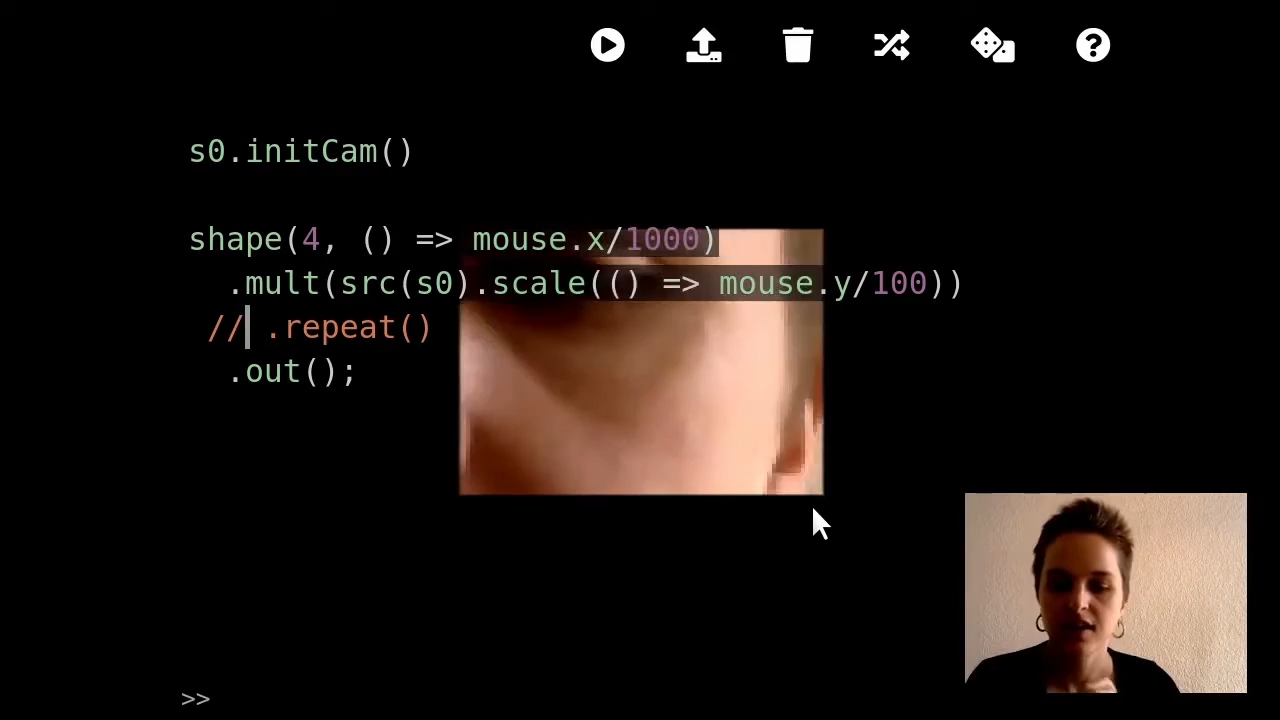 s0.initCam()
shape(4, () => mouse.x/1000)
.mult(src(s0).scale(() => mouse.y/100))
// .repeat()
.out();
>>